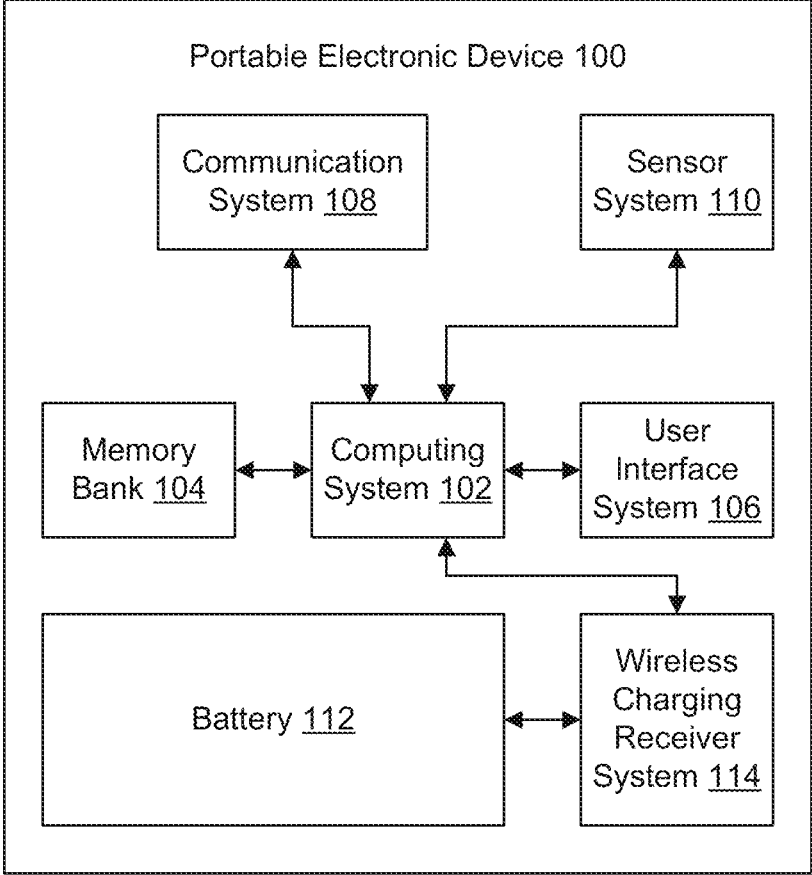 Portable Electronic Device 100
Communication
System 108
Sensor
System 110
Memory
Bank 104
Computing
System 102
User
Interface
System 106
Battery 112
Wireless
Charging
Receiver
System 114